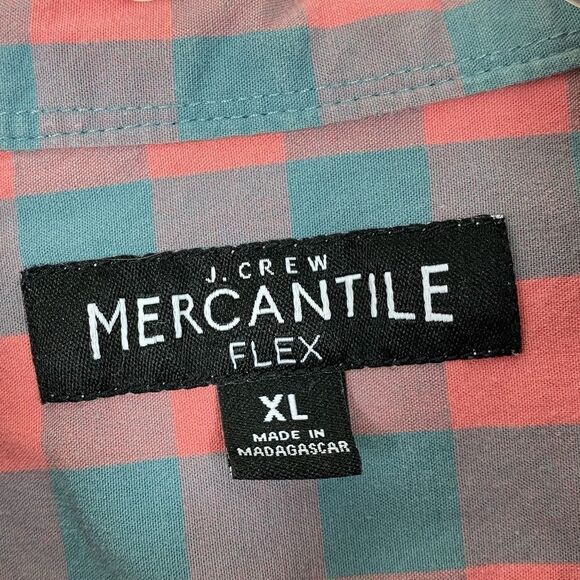 J. CREW
MERCANTILE
FLEX
XL
MADE IN
MADAGASCAR